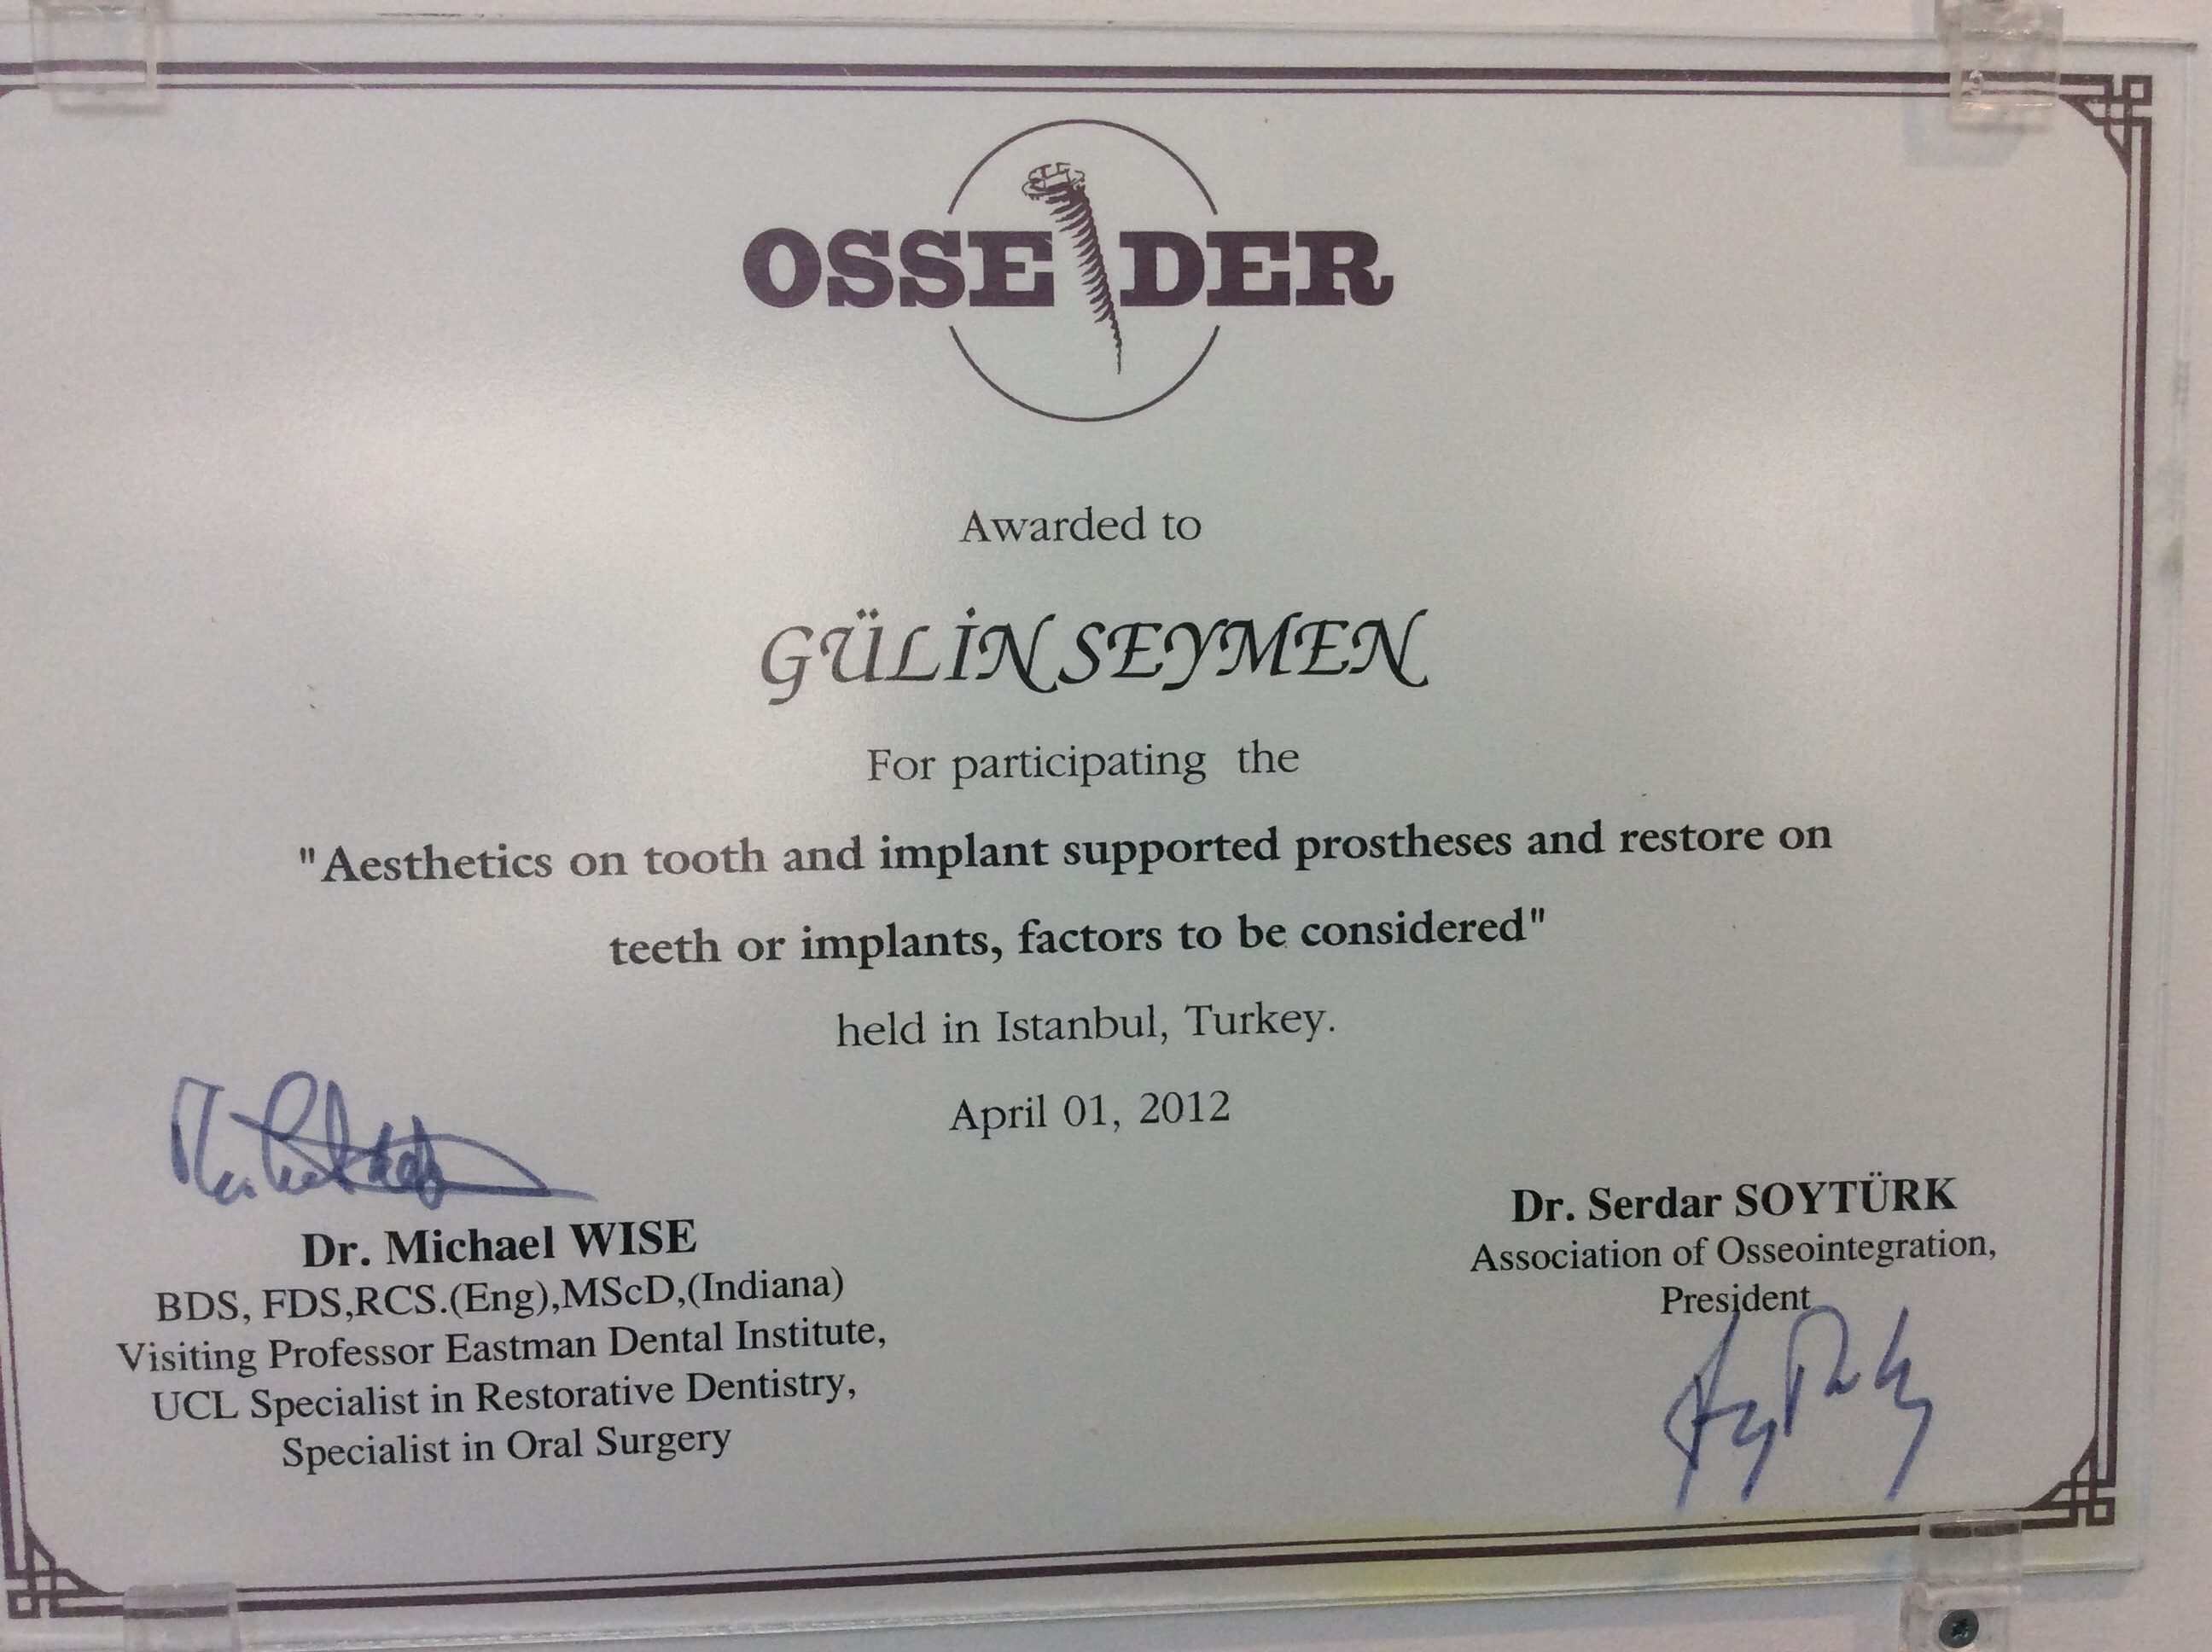 OSSEDER
Awarded to
GÜLİN SEYMEN
For participating the
"Aesthetics on tooth and implant supported prostheses and restore on
teeth or implants, factors to be considered"
held in Istanbul, Turkey.
April 01, 2012
Dr. Michael WISE
BDS, FDS,RCS.(Eng),MScD,(Indiana)
Visiting Professor Eastman Dental Institute,
UCL Specialist in Restorative Dentistry,
Specialist in Oral Surgery
Dr. Serdar SOYTÜRK
Association of Osseointegration,
President